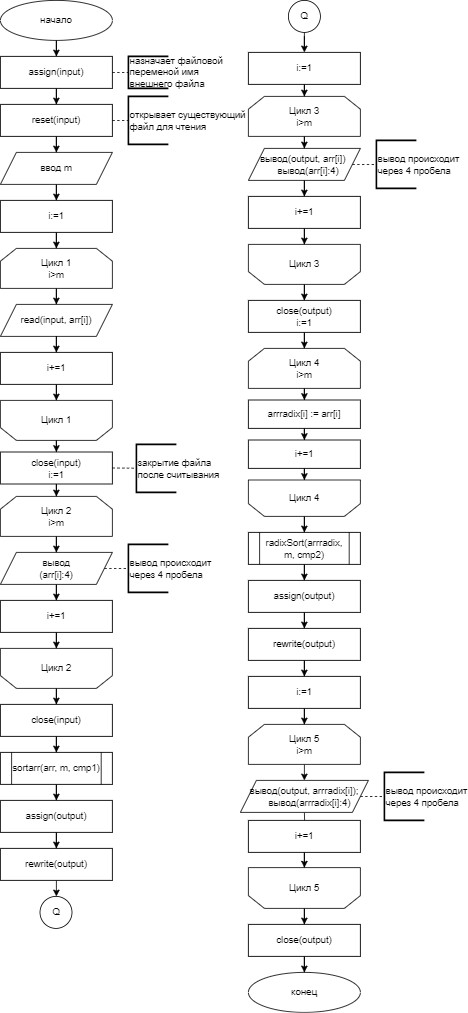 начало
assign(input)
назначает файловой
переменой имя
внешнего файла
reset(input)
открывает существующий
файл для чтения
ввод m
i:=1
Цикл 1
i>m
read(input, arr[i])
i+=1
Цикл 1
close(input)
i:=1
закрытие файла
после считывания
Цикл 2
i>m
вывод
(arr[i]:4)
вывод происходит
через 4 пробела
i+=1
Цикл 2
close(input)
sortarr(arr, m, cmp1)
assign(output)
rewrite(output)
Q
Q
i:=1
Цикл 3
i>m
вывод(output, arr[i])
вывод(arr[i]:4)
вывод происходит
через 4 пробела
i+=1
Цикл 3
close(output)
i:=1
Цикл 4
i>m
arrradix[i] := arr[i]
i+=1
Цикл 4
radixSort(arrradix,
m, cmp2)
assign(output)
rewrite(output)
i:=1
Цикл 5
i>m
вывод(output, arrradix[i]);
вывод(arrradix[i]:4)
вывод происходит
через 4 пробела
i+=1
Цикл 5
close(output)
конец